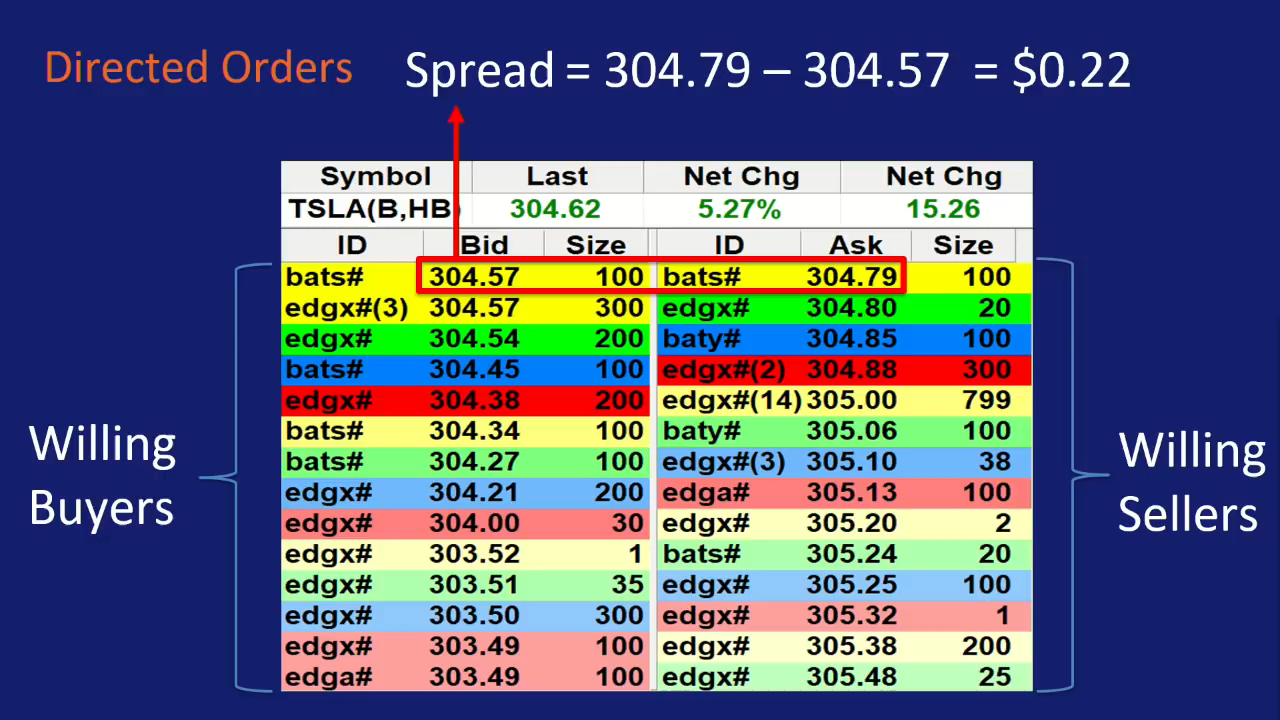 Directed Orders Spread = 304.79 – 304.57 = $0.22
Symbol Last Net Chg Net Chg
TSLA(B,HB) 304.62 5.27% 15.26
ID Bid Size ID Ask Size
bats# 304.57 100 bats# 304.79 100
edgx#(3) 304.57 300 edgx# 304.80 20
edgx# 304.54 200 baty# 304.85 100
bats# 304.45 100 edgx#(2) 304.88 300
edgx# 304.38 200 edgx#(14) 305.00 799
bats# 304.34 100 baty# 305.06 100
bats# 304.27 100 edgx#(3) 305.10 38
edgx# 304.21 200 edga# 305.13 100
edgx# 304.00 30 edgx# 305.20 2
edgx# 303.52 1 bats# 305.24 20
edgx# 303.51 35 edgx# 305.25 100
edgx# 303.50 300 edgx# 305.32 1
edgx# 303.49 100 edgx# 305.38 200
edga# 303.49 100 edgx# 305.48 25
Willing
Buyers
Willing
Sellers